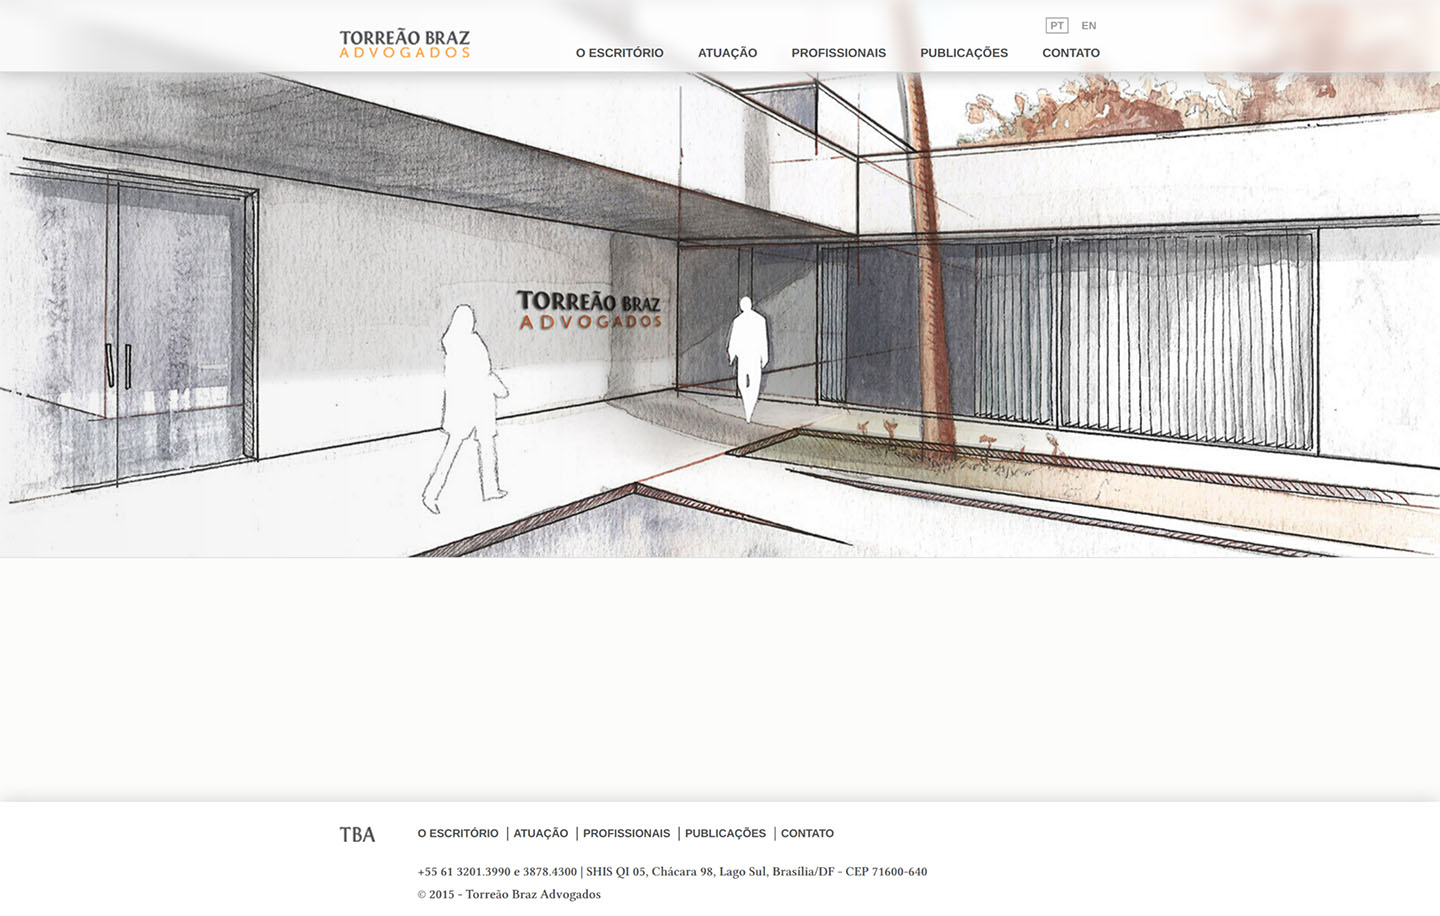 TORREÃO BRAZ
ADVOGADOS
PT EN
O ESCRITÓRIO ATUAÇÃO PROFISSIONAIS PUBLICAÇÕES CONTATO
TORREÃO BRAZ
ADVOGADOS
TBA
O ESCRITÓRIO | ATUAÇÃO | PROFISSIONAIS | PUBLICAÇÕES | CONTATO
+55 61 3201.3990 e 3878.4300 | SHIS QI 05, Chácara 98, Lago Sul, Brasília/DF - CEP 71600-640
© 2015 - Torreão Braz Advogados